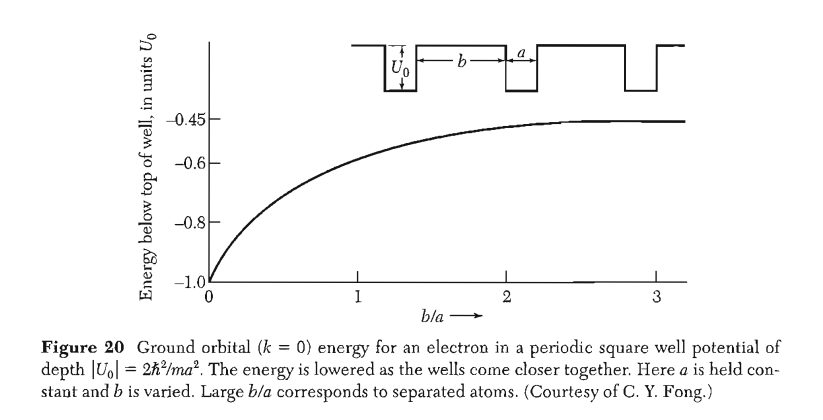 Energy below top of well, in units U₀
U₀
b
a
−0.45
−0.6
−0.8
−1.0
0
1
2
3
b/a
Figure 20 Ground orbital (k = 0) energy for an electron in a periodic square well potential of
depth |U₀| = 2ℏ²/ma². The energy is lowered as the wells come closer together. Here a is held con-
stant and b is varied. Large b/a corresponds to separated atoms. (Courtesy of C. Y. Fong.)